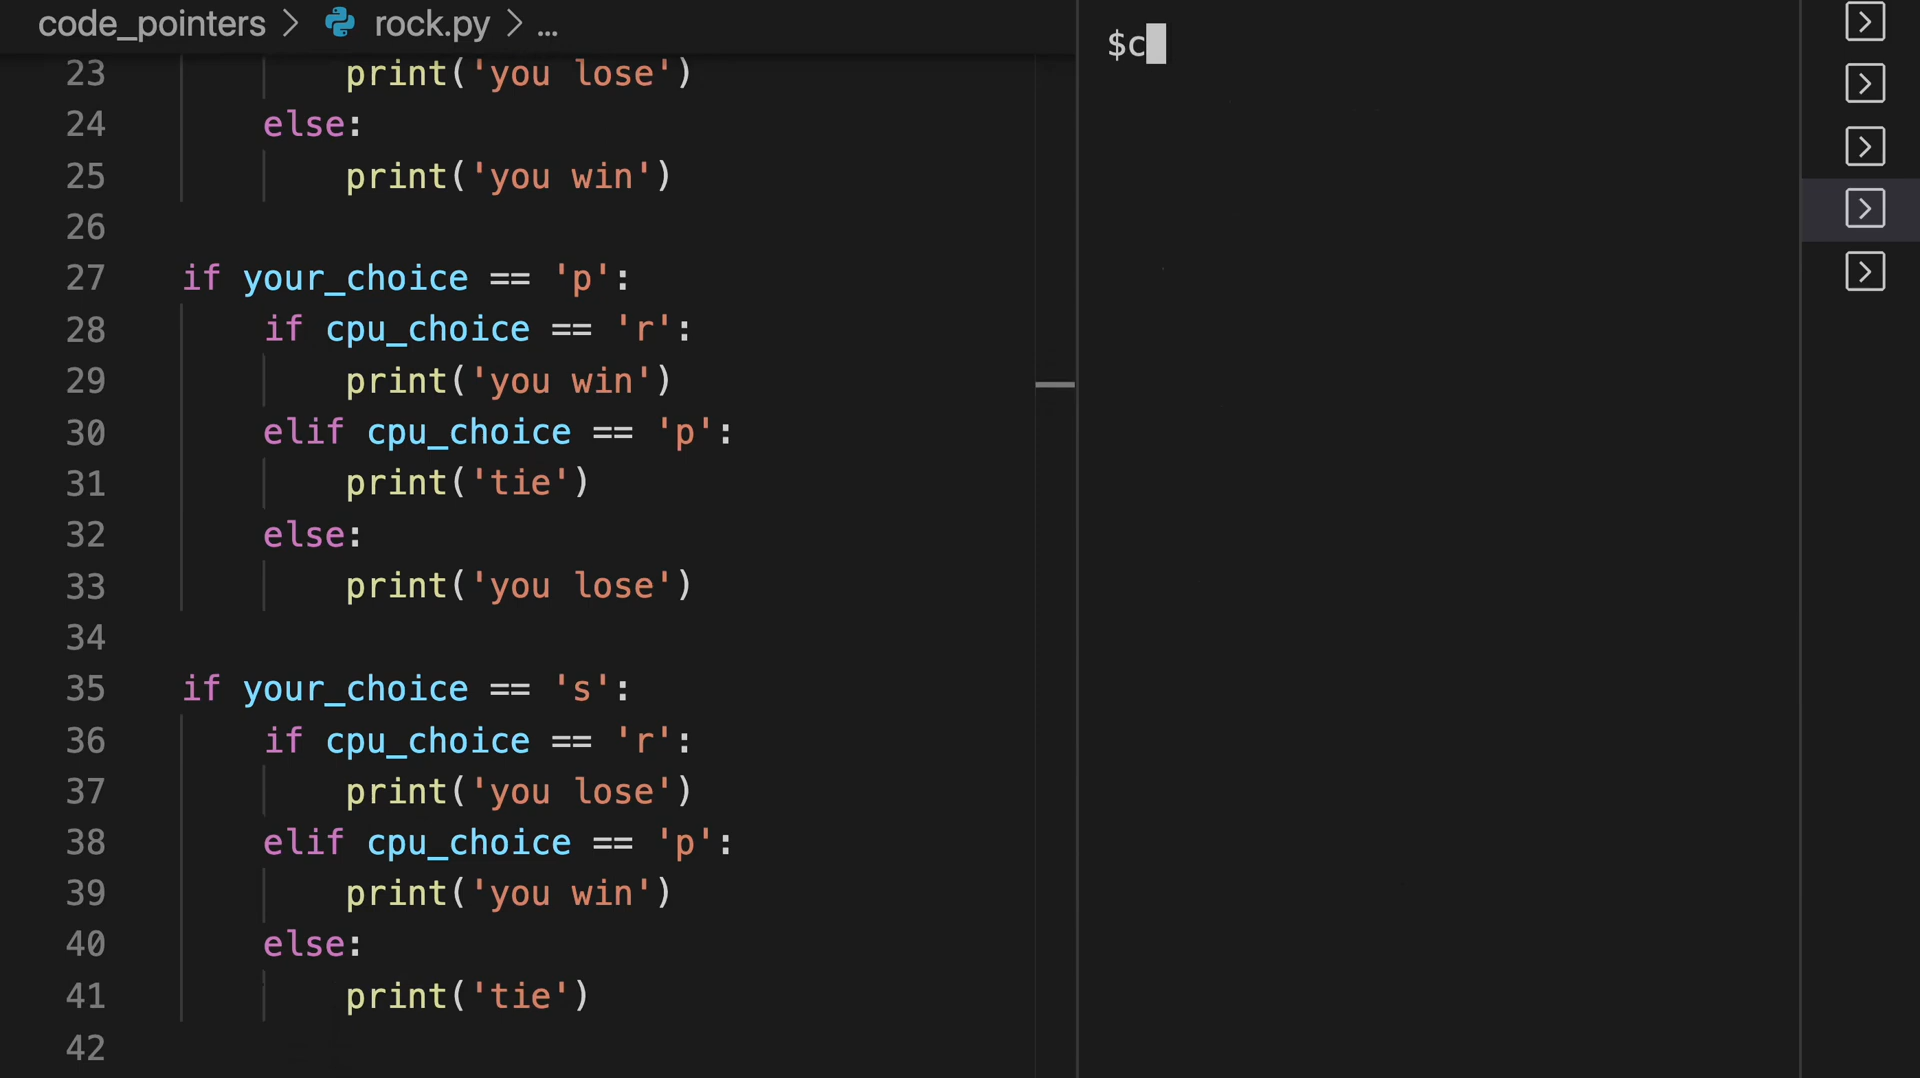 code_pointers > rock.py > ...
23 print('you lose')
24 else:
25 print('you win')
26
27 if your_choice == 'p':
28 if cpu_choice == 'r':
29 print('you win')
30 elif cpu_choice == 'p':
31 print('tie')
32 else:
33 print('you lose')
34
35 if your_choice == 's':
36 if cpu_choice == 'r':
37 print('you lose')
38 elif cpu_choice == 'p':
39 print('you win')
40 else:
41 print('tie')
42
$c